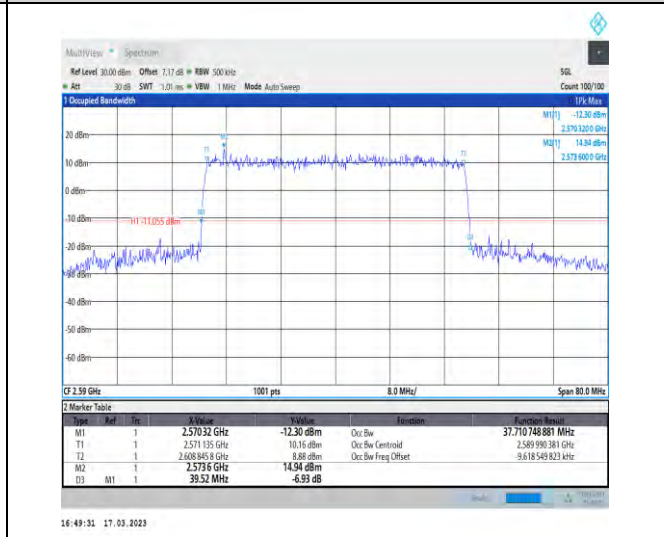 MultiView Spectrum
Ref Level 30.00 dBm Offset 7.17 dB RBW 500 kHz SGL
Att 30 dB SWT 1.01 ms VBW 1 MHz Mode Auto Sweep Count 100/100
1 Occupied Bandwidth 1Pk Max
M1[1] -12.30 dBm
2.570 320 0 GHz
M2[1] 14.94 dBm
2.573 600 0 GHz
20 dBm
M2
T1
T2
10 dBm
0 dBm
M1
-10 dBm
H1 -11.055 dBm
D3
-20 dBm
-30 dBm
-40 dBm
-50 dBm
-60 dBm
CF 2.59 GHz 1001 pts 8.0 MHz/ Span 80.0 MHz
2 Marker Table
Type Ref Trc X-Value Y-Value Function Function Result
M1 1 2.570 32 GHz -12.30 dBm Occ Bw 37.710 748 881 MHz
T1 1 2.571 135 GHz 10.16 dBm Occ Bw Centroid 2.589 990 381 GHz
T2 1 2.608 845 8 GHz 8.88 dBm Occ Bw Freq Offset -9.618 549 823 kHz
M2 1 2.573 6 GHz 14.94 dBm
D3 M1 1 39.52 MHz -6.93 dB
16:49:31 17.03.2023